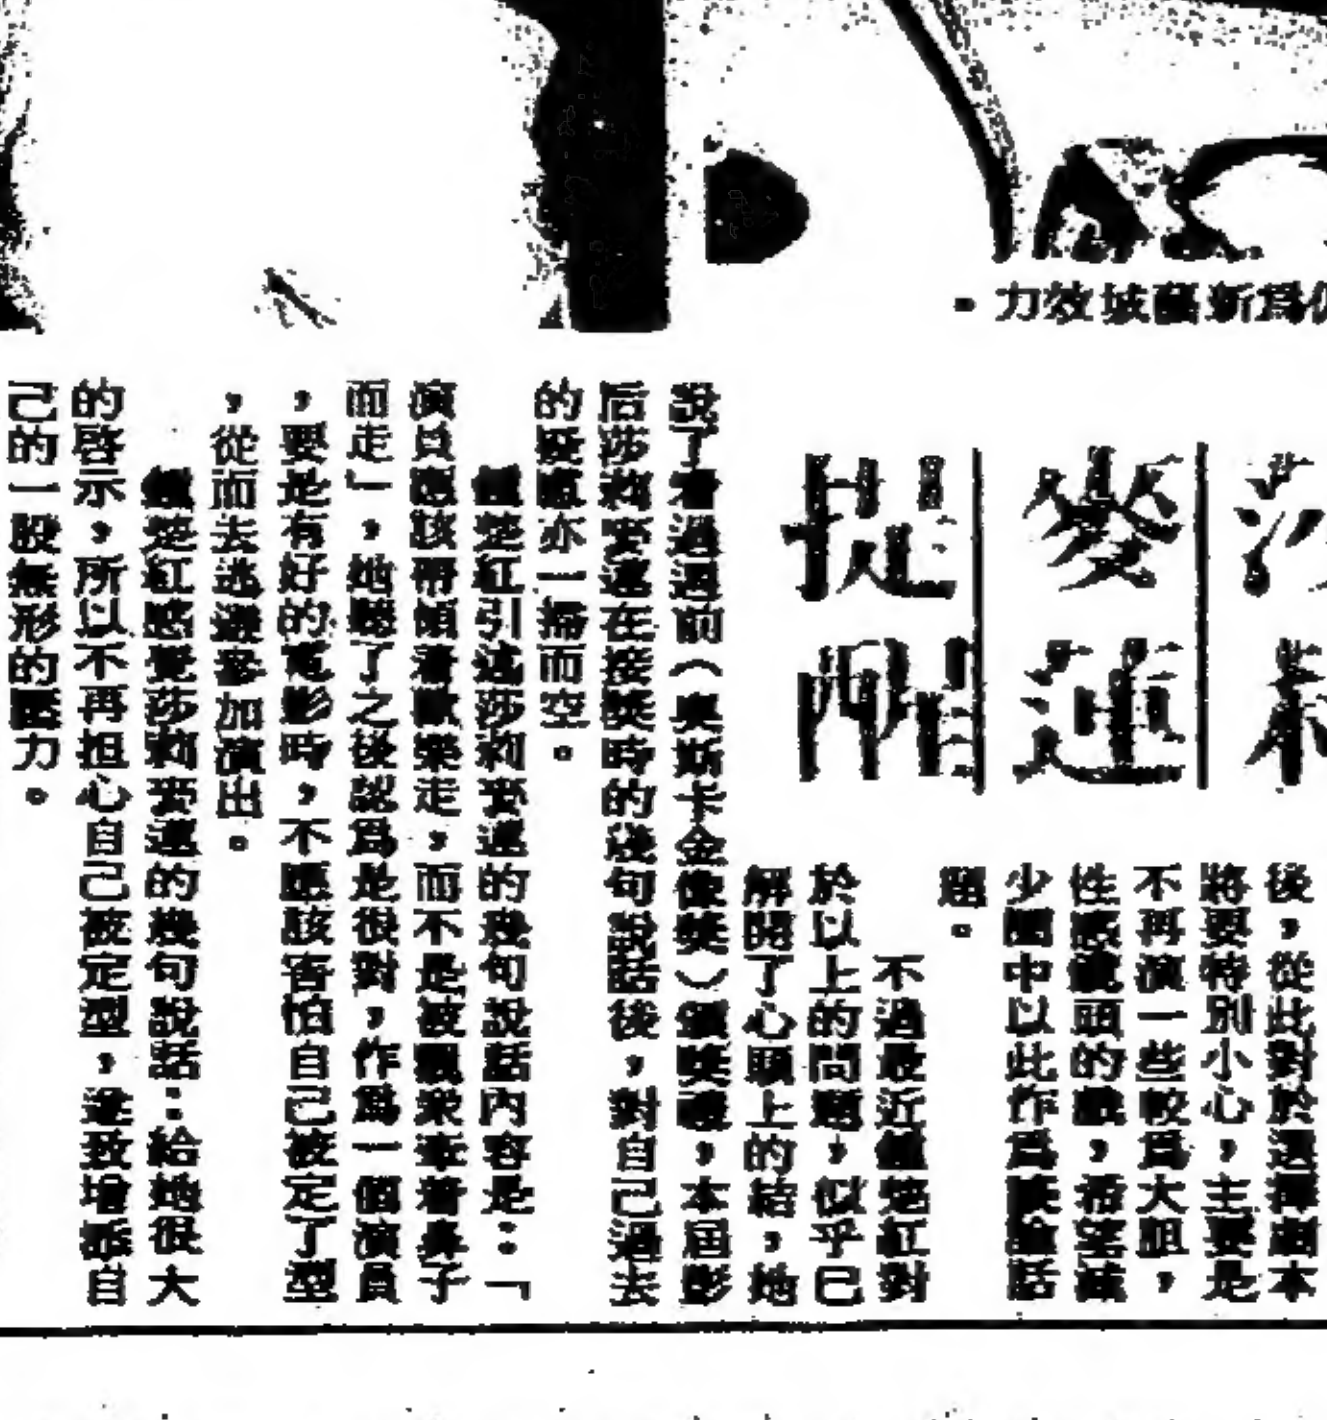 力效城藝新爲
莎
麥蓮
提醒
後，從此對於選擇劇本
將要特別小心，主要是
不再演一些較爲大胆，
性感鏡頭的戲，希望減
少圈中以此作爲談論話
題。
不過最近鍾楚紅對
於以上的問題，似乎已
解開了心頭上的結，她
說了看過過前（奧斯卡金像獎）頒獎禮，本屆影
后莎莉麥蓮在接獎時的幾句說話後，對自己過去
的疑慮亦一掃而空。
鍾楚紅引述莎莉麥蓮的幾句說話內容是：「
演員應該帶領着歡樂走，而不是被觀衆牽着鼻子
而走」，她聽了之後認爲是很對，作爲一個演員
，要是有好的電影時，不應該害怕自己被定了型
，從而去逃避參加演出。
鍾楚紅感覺莎莉麥蓮的幾句說話：給她很大
的啓示，所以不再担心自己被定型，遂致增添自
己的一股無形的壓力。